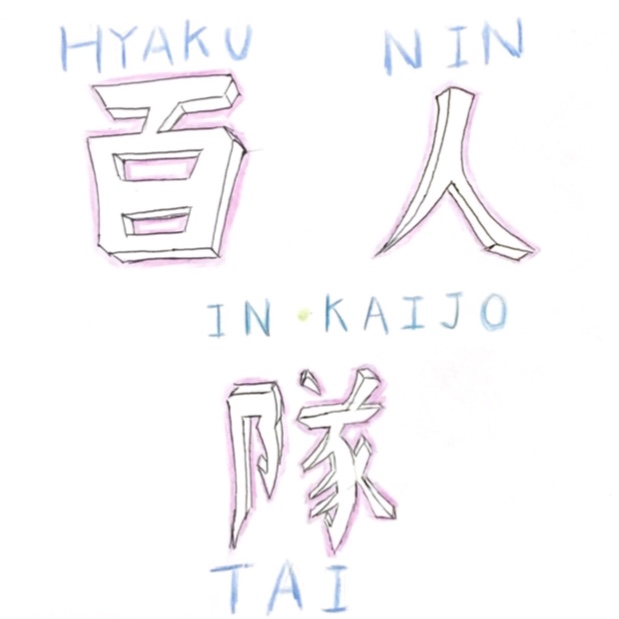 HYAKU NIN
百 人
IN・KAIJO
隊
TAI